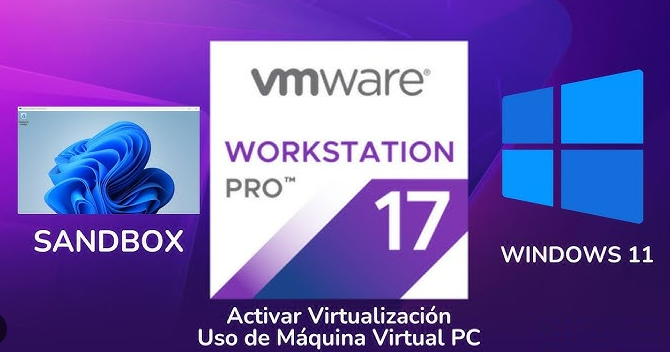 vmware®
WORKSTATION
PRO™
17
SANDBOX
WINDOWS 11
Activar Virtualización
Uso de Máquina Virtual PC